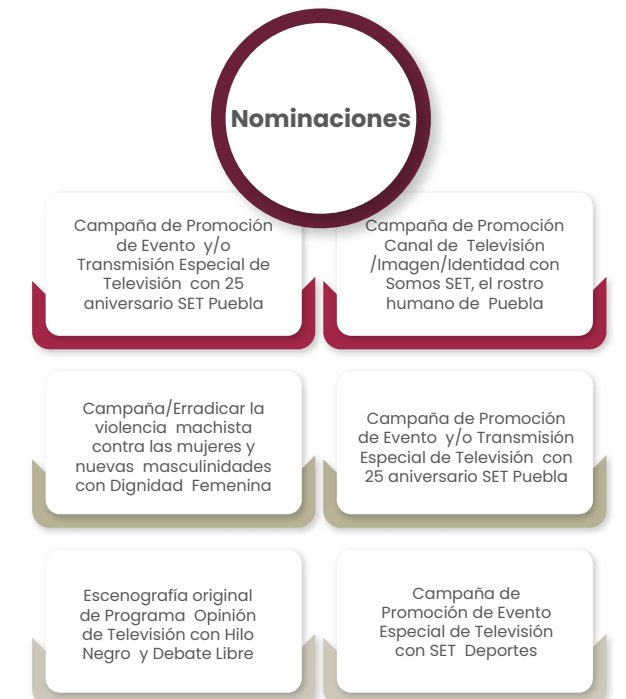 Nominaciones
Campaña de Promoción
de Evento y/o
Transmisión Especial de
Televisión con 25
aniversario SET Puebla
Campaña de Promoción
Canal de Televisión
/Imagen/Identidad con
Somos SET, el rostro
humano de Puebla
Campaña/Erradicar la
violencia machista
contra las mujeres y
nuevas masculinidades
con Dignidad Femenina
Campaña de Promoción
de Evento y/o Transmisión
Especial de Televisión con
25 aniversario SET Puebla
Escenografía original
de Programa Opinión
de Televisión con Hilo
Negro y Debate Libre
Campaña de
Promoción de Evento
Especial de Televisión
con SET Deportes